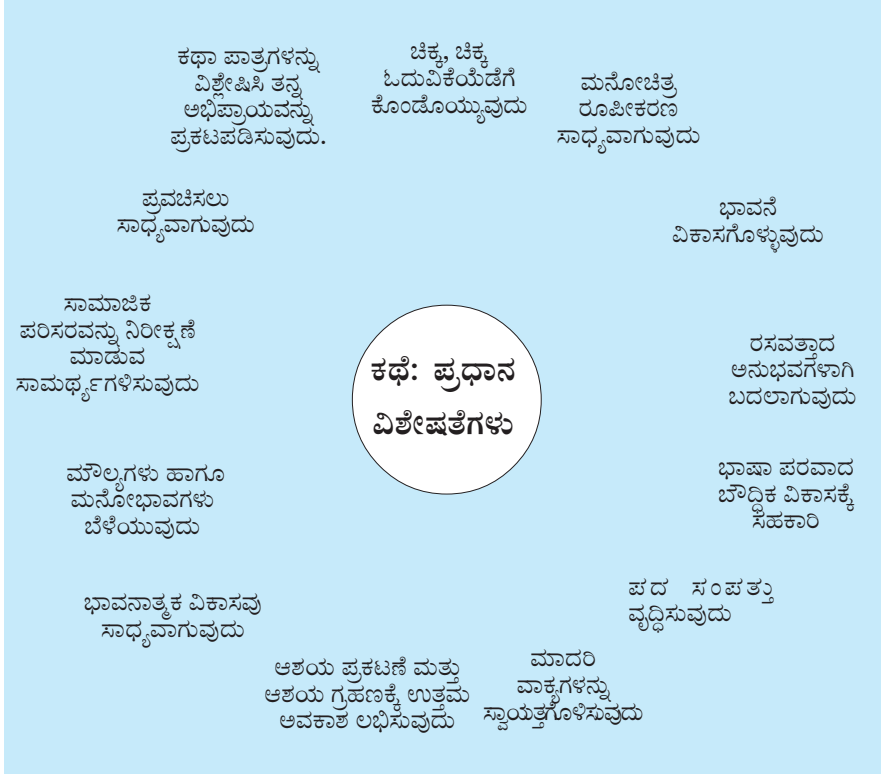 ಕಥಾ ಪಾತ್ರಗಳನ್ನು
ವಿಶ್ಲೇಷಿಸಿ ತನ್ನ
ಅಭಿಪ್ರಾಯವನ್ನು
ಪ್ರಕಟಪಡಿಸುವುದು.
ಚಿಕ್ಕ, ಚಿಕ್ಕ
ಓದುವಿಕೆಯೆಡೆಗೆ
ಕೊಂಡೊಯ್ಯುವುದು
ಮನೋಚಿತ್ರ
ರೂಪೀಕರಣ
ಸಾಧ್ಯವಾಗುವುದು
ಭಾವನೆ
ವಿಕಾಸಗೊಳ್ಳುವುದು
ರಸವತ್ತಾದ
ಅನುಭವಗಳಾಗಿ
ಬದಲಾಗುವುದು
ಭಾಷಾ ಪರವಾದ
ಬೌದ್ಧಿಕ ವಿಕಾಸಕ್ಕೆ
ಸಹಕಾರಿ
ಪದ ಸಂಪತ್ತು
ವೃದ್ಧಿಸುವುದು
ಮಾದರಿ
ವಾಕ್ಯಗಳನ್ನು
ಸ್ವಾಯತ್ತಗೊಳಿಸುವುದು
ಆಶಯ ಪ್ರಕಟಣೆ ಮತ್ತು
ಆಶಯ ಗ್ರಹಣಕ್ಕೆ ಉತ್ತಮ
ಅವಕಾಶ ಲಭಿಸುವುದು
ಭಾವನಾತ್ಮಕ ವಿಕಾಸವು
ಸಾಧ್ಯವಾಗುವುದು
ಮೌಲ್ಯಗಳು ಹಾಗೂ
ಮನೋಭಾವಗಳು
ಬೆಳೆಯುವುದು
ಸಾಮಾಜಿಕ
ಪರಿಸರವನ್ನು ನಿರೀಕ್ಷಣೆ
ಮಾಡುವ
ಸಾಮರ್ಥ್ಯಗಳಿಸುವುದು
ಪ್ರವಚಿಸಲು
ಸಾಧ್ಯವಾಗುವುದು
ಕಥೆ: ಪ್ರಧಾನ
ವಿಶೇಷತೆಗಳು